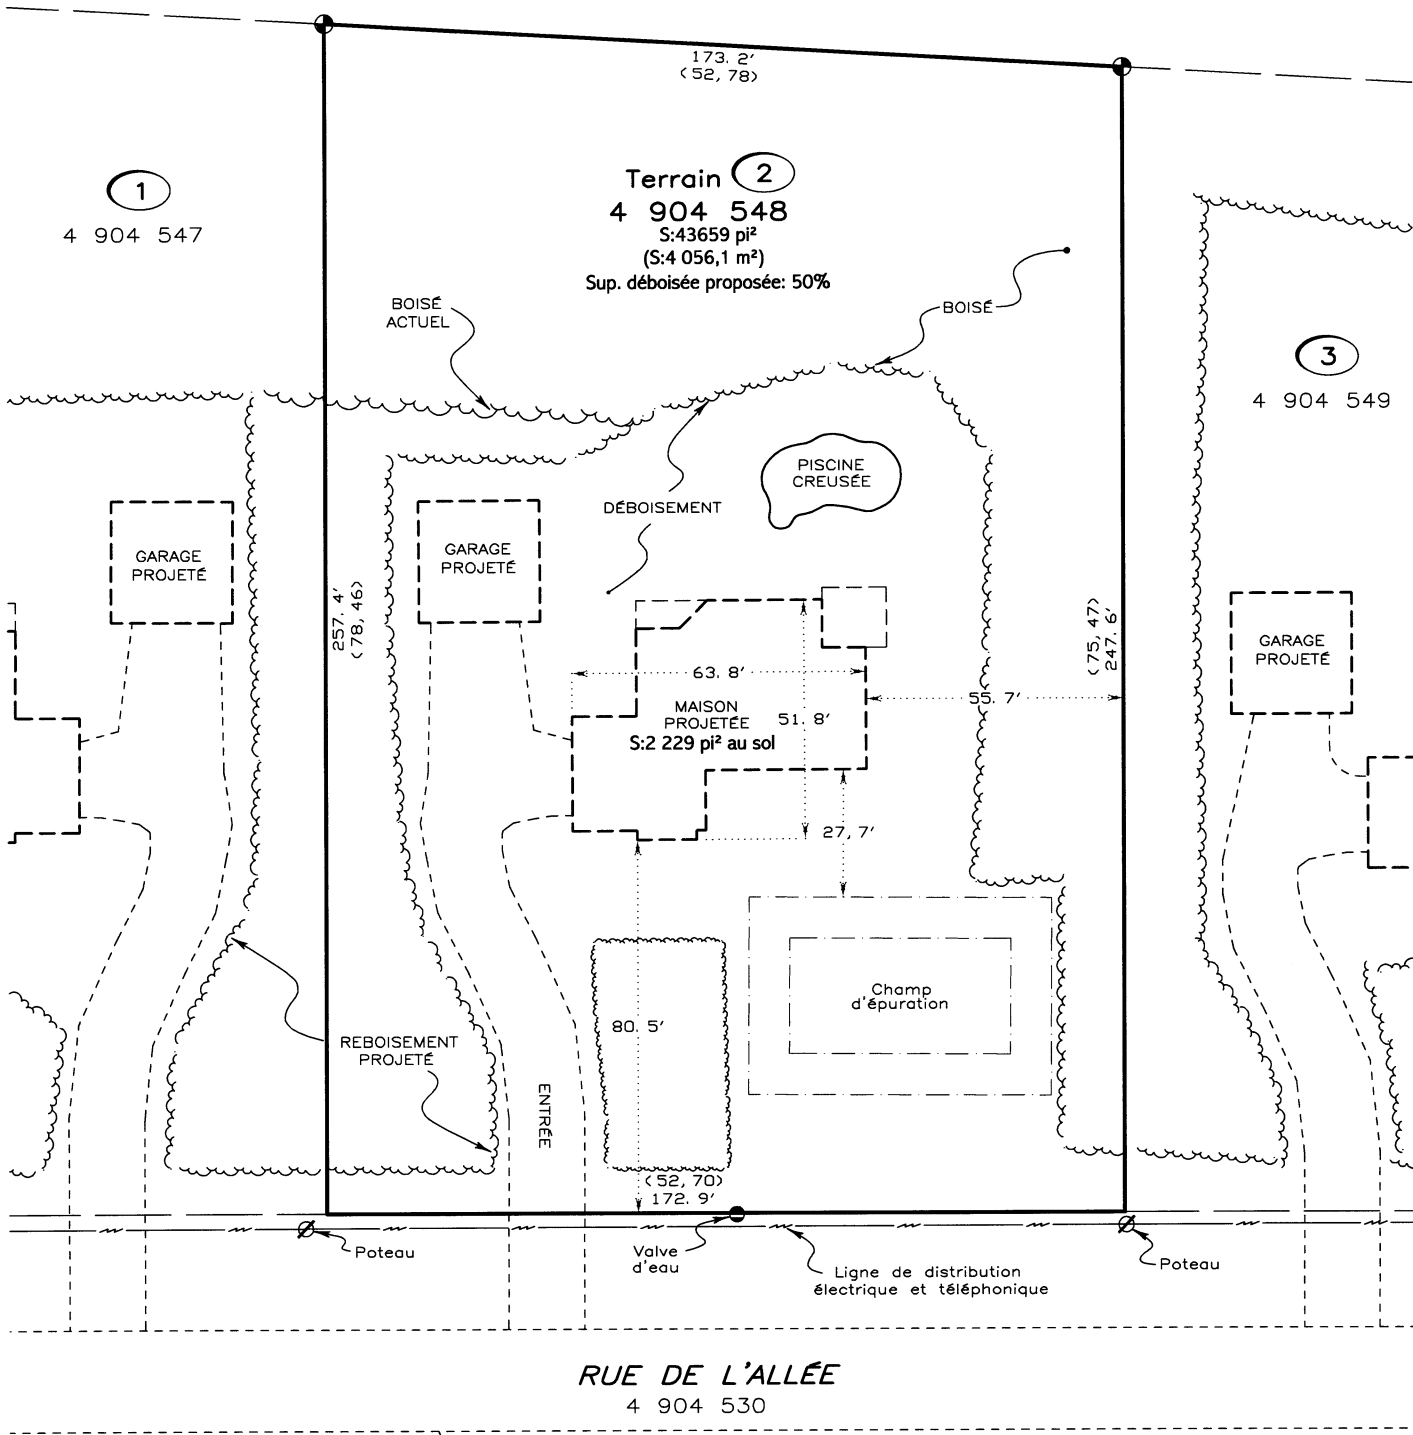 173. 2'
(52, 78)
1
4 904 547
Terrain 2
4 904 548
S:43659 pi²
(S:4 056,1 m²)
Sup. déboisée proposée: 50%
BOISÉ
ACTUEL
BOISÉ
3
4 904 549
PISCINE
CREUSÉE
DÉBOISEMENT
GARAGE
PROJETÉ
GARAGE
PROJETÉ
257. 4'
(78, 46)
(75, 47)
247. 6'
GARAGE
PROJETÉ
63. 8'
55. 7'
MAISON
PROJETÉE
S:2 229 pi² au sol
51. 8'
27, 7'
Champ
d'épuration
80. 5'
REBOISEMENT
PROJETÉ
ENTRÉE
(52, 70)
172. 9'
Poteau
Valve
d'eau
Ligne de distribution
électrique et téléphonique
Poteau
RUE DE L'ALLÉE
4 904 530